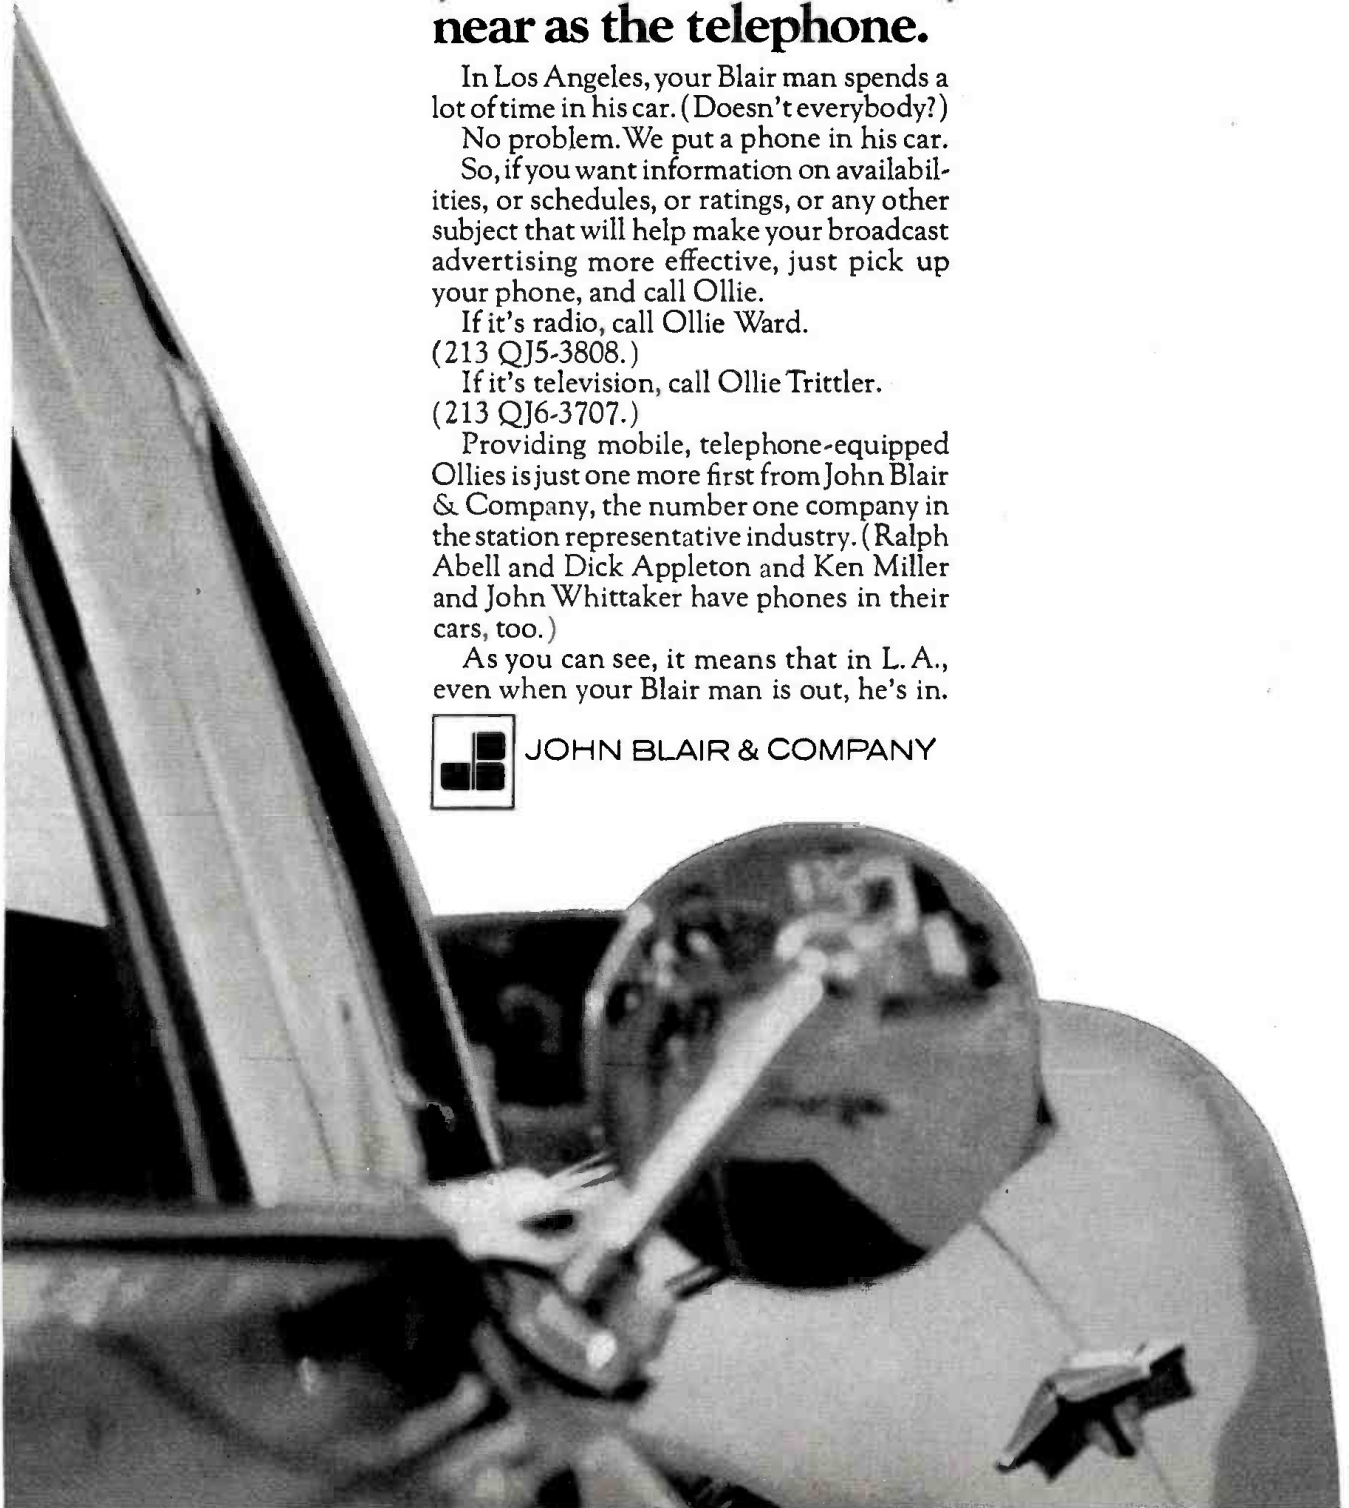 near as the telephone.
In Los Angeles, your Blair man spends a
lot of time in his car. (Doesn't everybody?)
No problem. We put a phone in his car.
So, if you want information on availabil-
ities, or schedules, or ratings, or any other
subject that will help make your broadcast
advertising more effective, just pick up
your phone, and call Ollie.
If it's radio, call Ollie Ward.
(213 QJ5-3808.)
If it's television, call Ollie Trittler.
(213 QJ6-3707.)
Providing mobile, telephone-equipped
Ollies is just one more first from John Blair
& Company, the number one company in
the station representative industry. (Ralph
Abell and Dick Appleton and Ken Miller
and John Whittaker have phones in their
cars, too.)
As you can see, it means that in L. A.,
even when your Blair man is out, he's in.
JOHN BLAIR & COMPANY